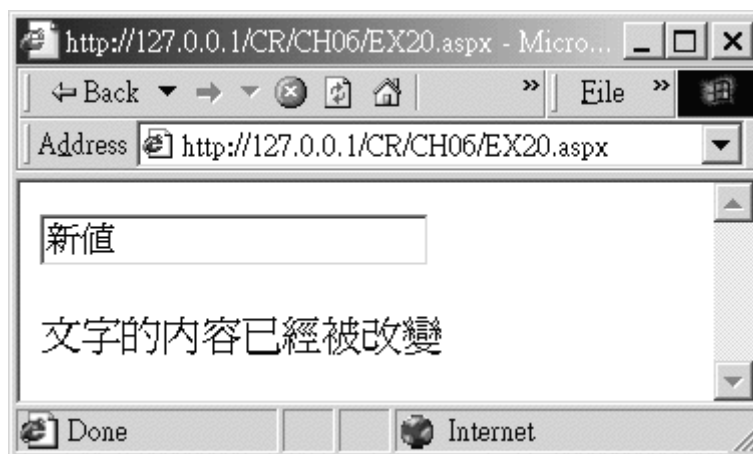 http://127.0.0.1/CR/CH06/EX20.aspx - Micro...
Back » File »
Address http://127.0.0.1/CR/CH06/EX20.aspx
新值
文字的內容已經被改變
Done Internet